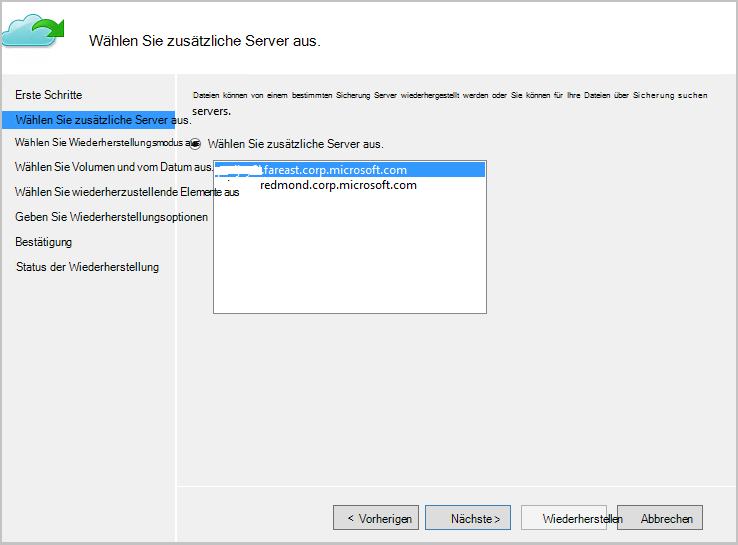 Wählen Sie zusätzliche Server aus.
Erste Schritte
Wählen Sie zusätzliche Server aus.
Wählen Sie Wiederherstellungsmodus aus
Wählen Sie Volumen und vom Datum aus.
Wählen Sie wiederherzustellende Elemente aus
Geben Sie Wiederherstellungsoptionen
Bestätigung
Status der Wiederherstellung
Dateien können von einem bestimmten Sicherung Server wiederhergestellt werden oder Sie können für Ihre Dateien über Sicherung suchen
servers.
Wählen Sie zusätzliche Server aus.
.fareast.corp.microsoft.com
redmond.corp.microsoft.com
< Vorherigen
Nächste >
Wiederherstellen
Abbrechen